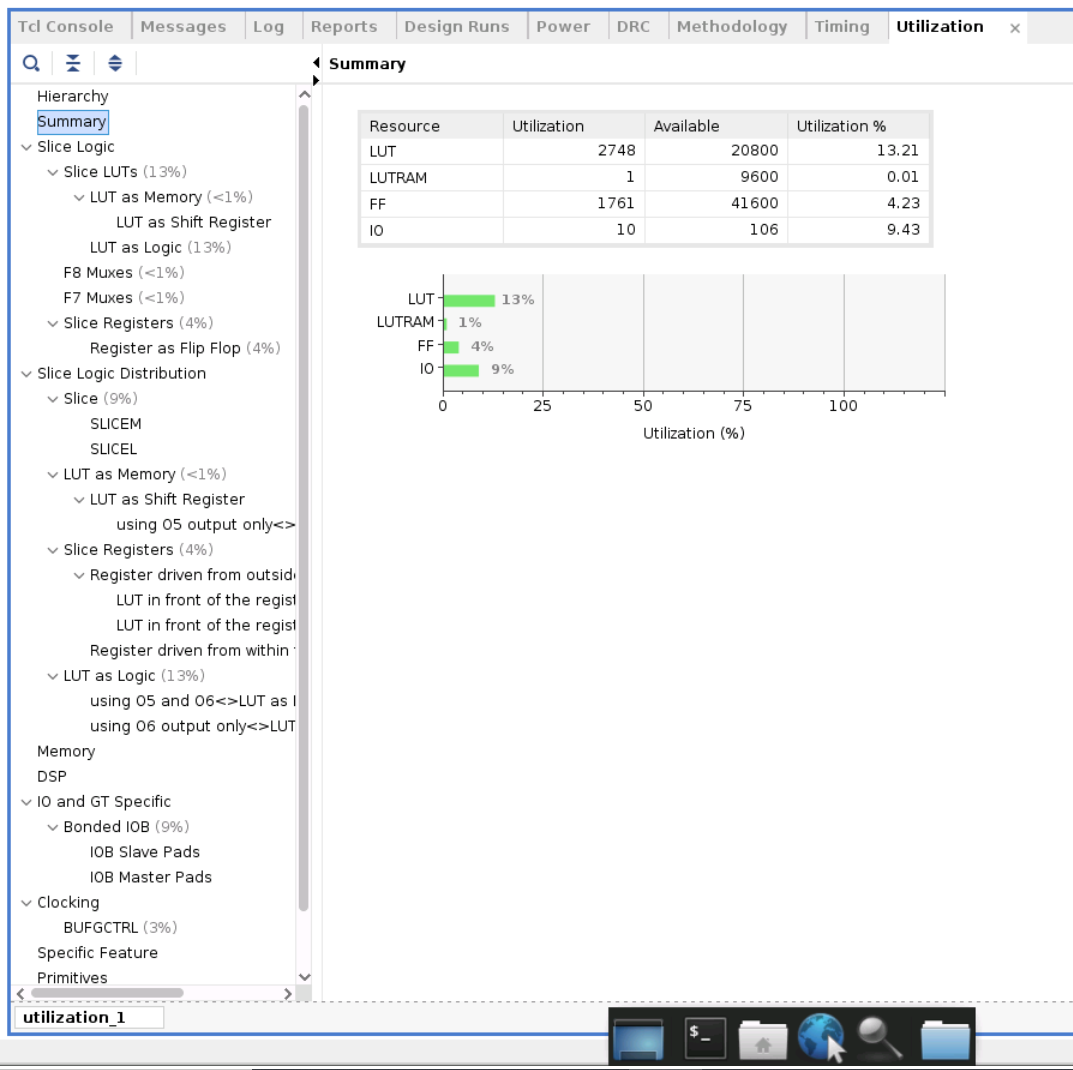 Tcl Console Messages Log Reports Design Runs Power DRC Methodology Timing Utilization ×
Summary
Hierarchy
Summary
Slice Logic
Slice LUTs (13%)
LUT as Memory (<1%)
LUT as Shift Register
LUT as Logic (13%)
F8 Muxes (<1%)
F7 Muxes (<1%)
Slice Registers (4%)
Register as Flip Flop (4%)
Slice Logic Distribution
Slice (9%)
SLICEM
SLICEL
LUT as Memory (<1%)
LUT as Shift Register
using O5 output only<>
Slice Registers (4%)
Register driven from outside
LUT in front of the regist
LUT in front of the regist
Register driven from within
LUT as Logic (13%)
using O5 and O6<>LUT as
using O6 output only<>LUT
Memory
DSP
IO and GT Specific
Bonded IOB (9%)
IOB Slave Pads
IOB Master Pads
Clocking
BUFGCTRL (3%)
Specific Feature
Primitives
Resource Utilization Available Utilization %
LUT 2748 20800 13.21
LUTRAM 1 9600 0.01
FF 1761 41600 4.23
IO 10 106 9.43
LUT 13%
LUTRAM 1%
FF 4%
IO 9%
0 25 50 75 100
Utilization (%)
utilization_1
$_